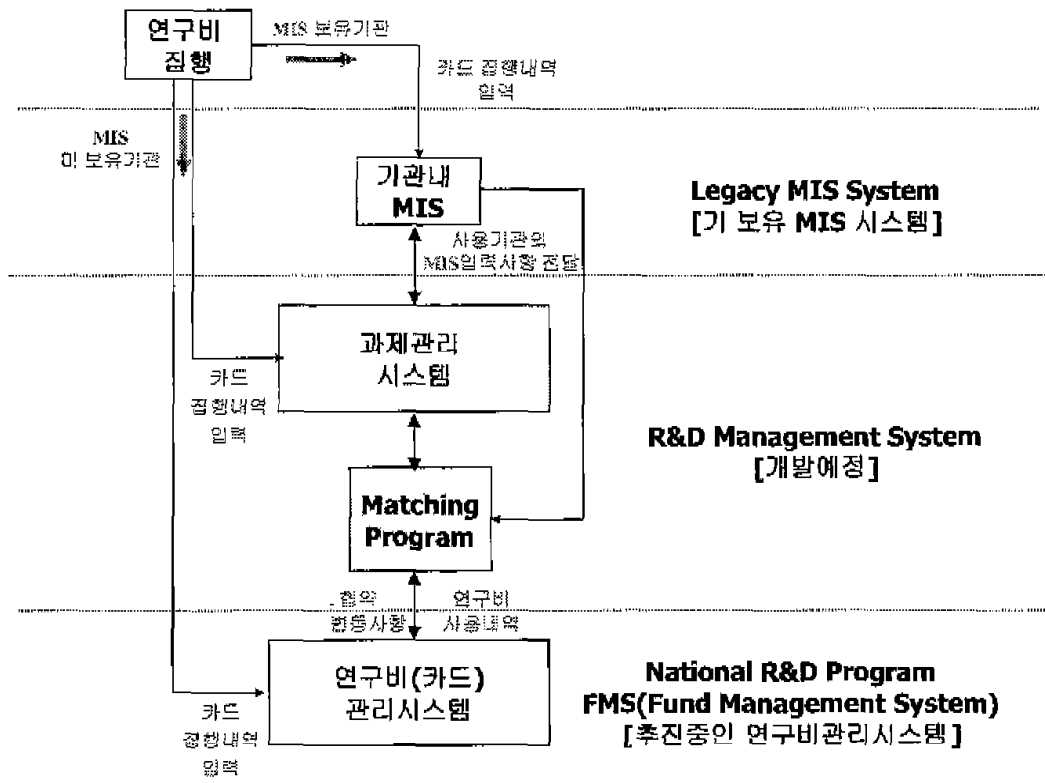 연구비
집행
MIS 보유기관
카드 집행내역
입력
MIS
미 보유기관
기관내
MIS
Legacy MIS System
[기 보유 MIS 시스템]
사용기관의
MIS입력사항 전달
과제관리
시스템
카드
집행내역
입력
R&D Management System
[개발예정]
Matching
Program
협약
변동사항
연구비
사용내역
연구비(카드)
관리시스템
National R&D Program
FMS(Fund Management System)
[추진중인 연구비관리시스템]
카드
집행내역
입력